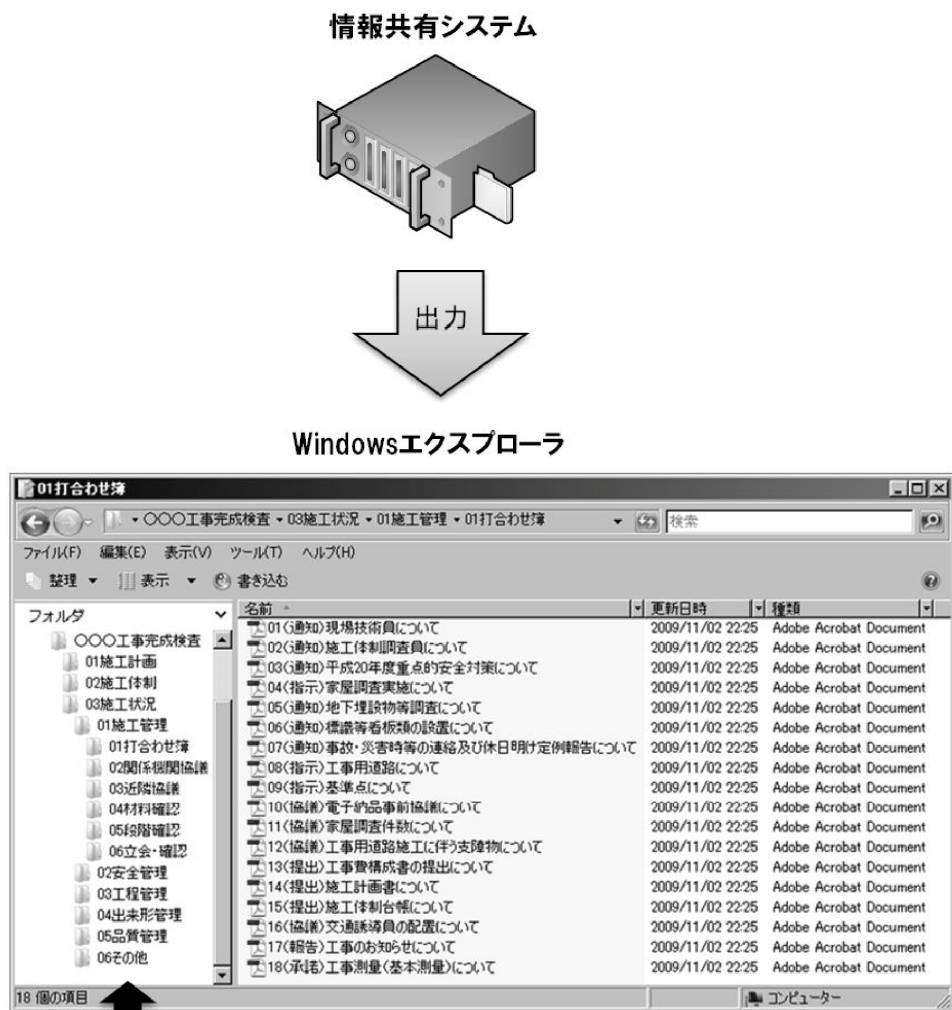 情報共有システム
出力
Windowsエクスプローラ
01打合わせ簿
○○○工事完成検査 03施工状況 01施工管理 01打合わせ簿 検索
ファイル(F) 編集(E) 表示(V) ツール(T) ヘルプ(H)
整理 表示 書き込む
フォルダ
○○○工事完成検査
01施工計画
02施工体制
03施工状況
01施工管理
01打合わせ簿
02関係機関協議
03近隣協議
04材料確認
05段階確認
06立会・確認
02安全管理
03工程管理
04出来形管理
05品質管理
06その他
名前 更新日時 種類
01(通知)現場技術員について 2009/11/02 22:25 Adobe Acrobat Document
02(通知)施工体制調査員について 2009/11/02 22:25 Adobe Acrobat Document
03(通知)平成20年度重点的安全対策について 2009/11/02 22:25 Adobe Acrobat Document
04(指示)家屋調査実施について 2009/11/02 22:25 Adobe Acrobat Document
05(通知)地下埋設物等調査について 2009/11/02 22:25 Adobe Acrobat Document
06(通知)標識等看板類の設置について 2009/11/02 22:25 Adobe Acrobat Document
07(通知)事故・災害時等の連絡及び休日明け定例報告について 2009/11/02 22:25 Adobe Acrobat Document
08(指示)工事用道路について 2009/11/02 22:25 Adobe Acrobat Document
09(指示)基準点について 2009/11/02 22:25 Adobe Acrobat Document
10(協議)電子納品事前協議について 2009/11/02 22:25 Adobe Acrobat Document
11(協議)家屋調査件数について 2009/11/02 22:25 Adobe Acrobat Document
12(協議)工事用道路施工に伴う支障物について 2009/11/02 22:25 Adobe Acrobat Document
13(提出)工事費構成書の提出について 2009/11/02 22:25 Adobe Acrobat Document
14(提出)施工計画書について 2009/11/02 22:25 Adobe Acrobat Document
15(提出)施工体制台帳について 2009/11/02 22:25 Adobe Acrobat Document
16(協議)交通誘導員の配置について 2009/11/02 22:25 Adobe Acrobat Document
17(報告)工事のお知らせについて 2009/11/02 22:25 Adobe Acrobat Document
18(承諾)工事測量(基本測量)について 2009/11/02 22:25 Adobe Acrobat Document
18 個の項目 コンピューター